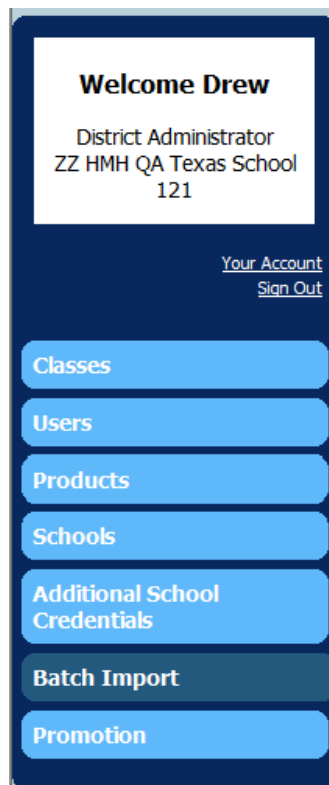 Welcome Drew
District Administrator
ZZ HMH QA Texas School
121
Your Account
Sign Out
Classes
Users
Products
Schools
Additional School
Credentials
Batch Import
Promotion